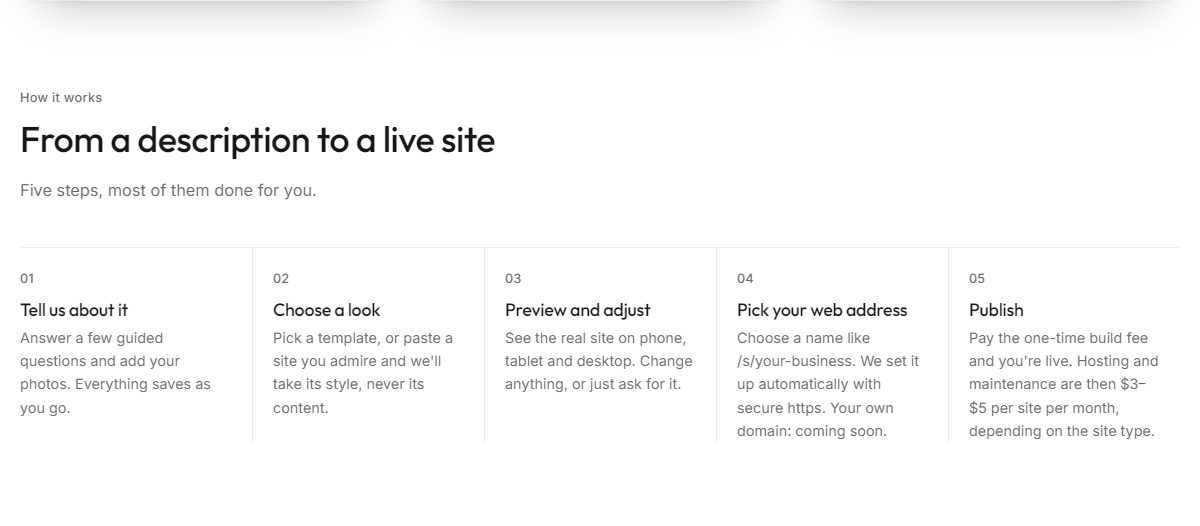 How it works
From a description to a live site
Five steps, most of them done for you.
01
Tell us about it
Answer a few guided
questions and add your
photos. Everything saves as
you go.
02
Choose a look
Pick a template, or paste a
site you admire and we'll
take its style, never its
content.
03
Preview and adjust
See the real site on phone,
tablet and desktop. Change
anything, or just ask for it.
04
Pick your web address
Choose a name like
/s/your-business. We set it
up automatically with
secure https. Your own
domain: coming soon.
05
Publish
Pay the one-time build fee
and you're live. Hosting and
maintenance are then $3–
$5 per site per month,
depending on the site type.